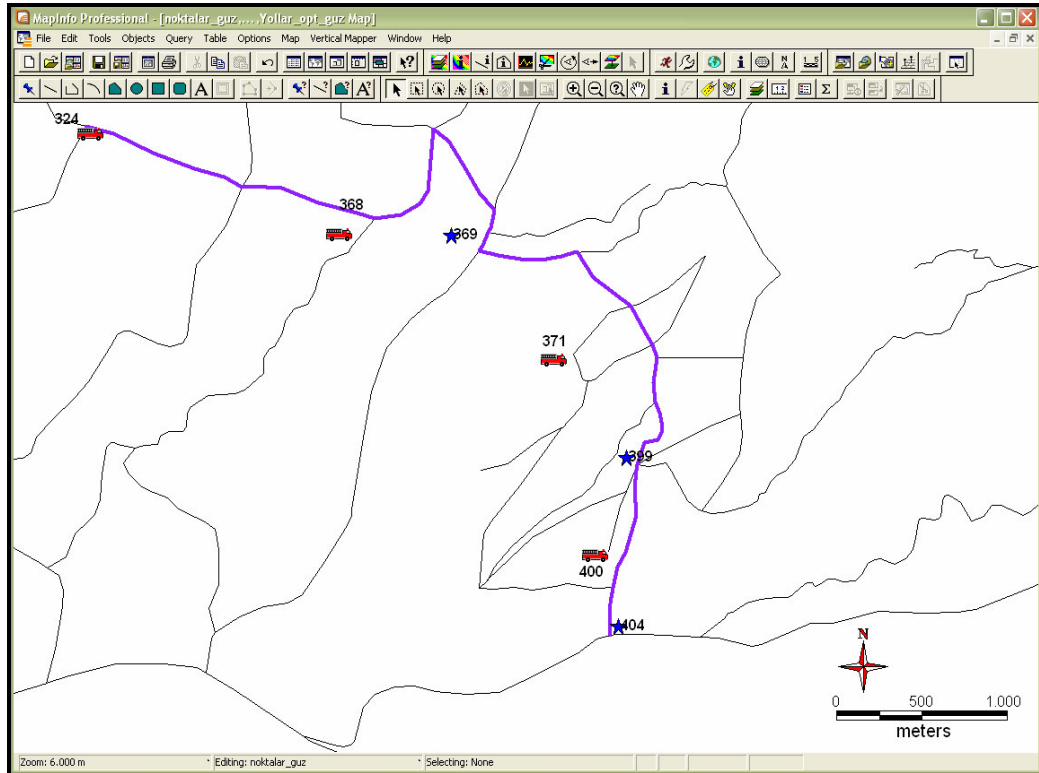 MapInfo Professional - [noktalar_guz,...,Yollar_opt_guz Map]
File Edit Tools Objects Query Table Options Map Vertical Mapper Window Help
324
368
369
371
399
400
404
N
0 500 1.000
meters
Zoom: 6.000 m Editing: noktalar_guz Selecting: None